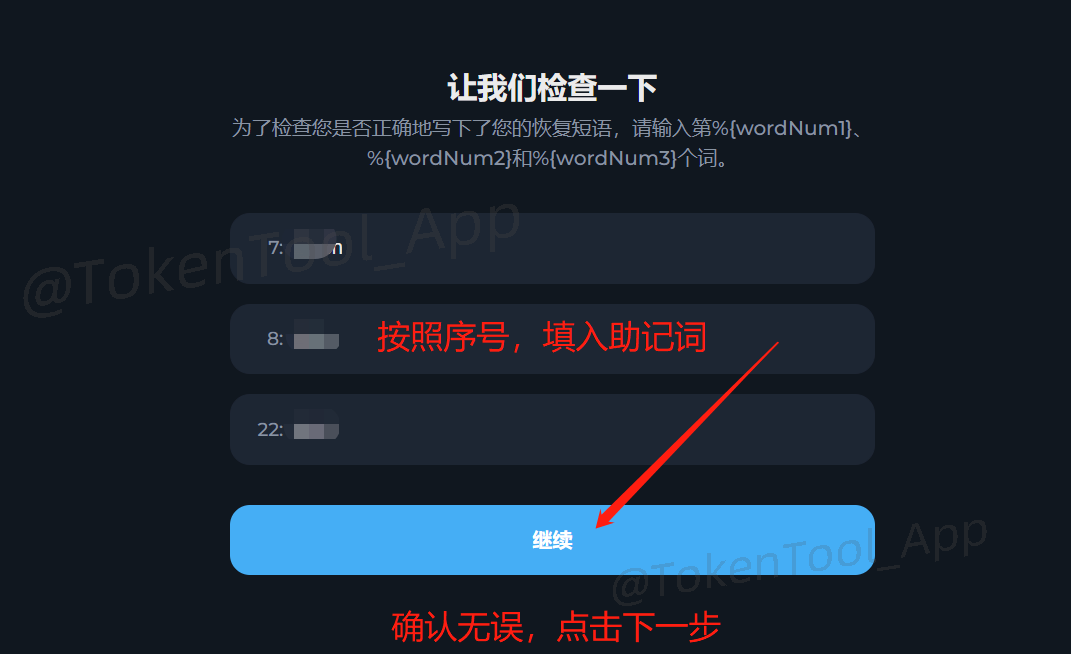 让我们检查一下
为了检查您是否正确地写下了您的恢复短语，请输入第%{wordNum1}、
%{wordNum2}和%{wordNum3}个词。
@TokenTool_App
7: n
8:
按照序号，填入助记词
22:
继续
@TokenTool_App
确认无误，点击下一步